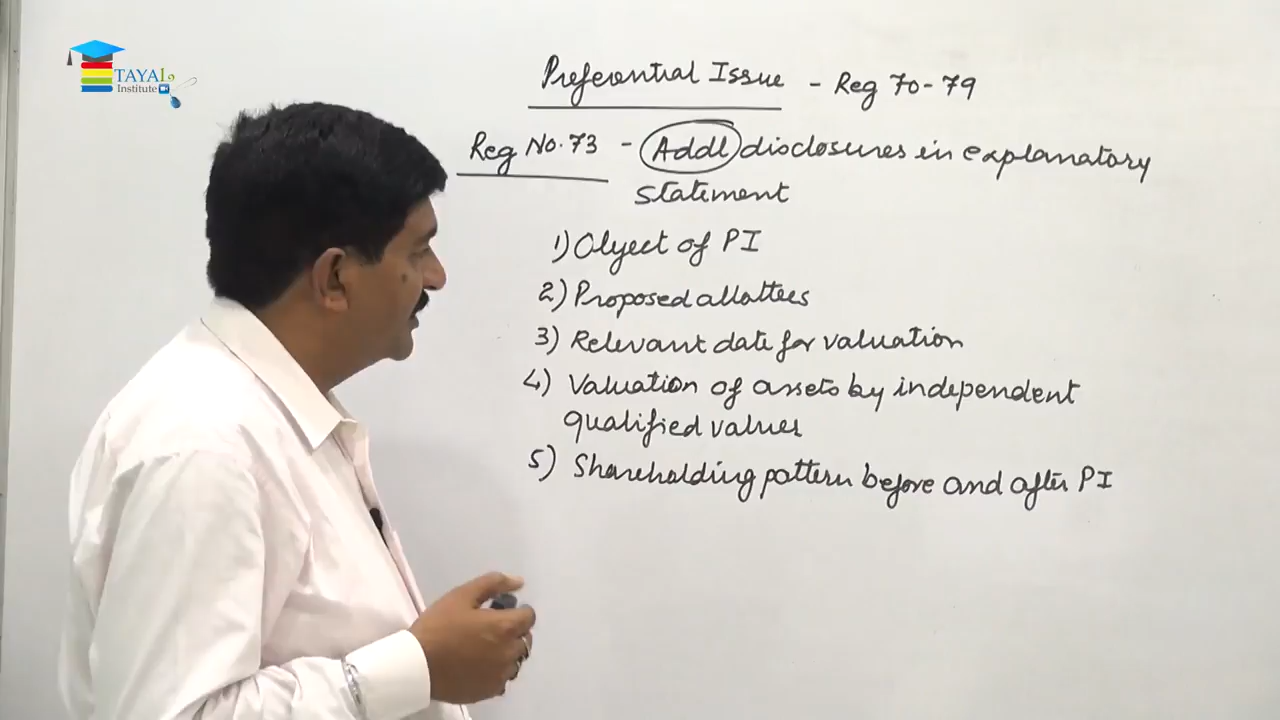 TAYAL
Institute
Preferential Issue - Reg 70-79
Reg No. 73 - Addl disclosures in explanatory
statement
1) Object of PI
2) Proposed allottees
3) Relevant date for valuation
4) Valuation of assets by independent
qualified valuer
5) Shareholding pattern before and after PI